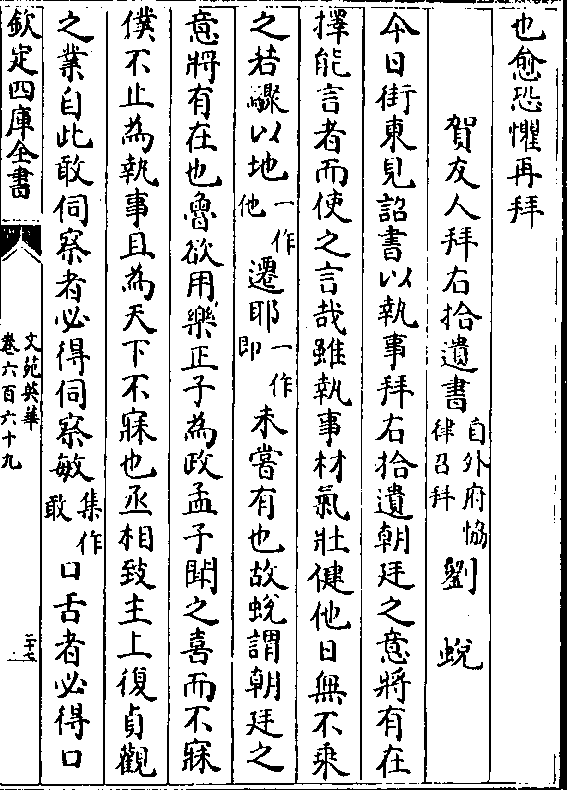 也愈恐懼再拜
賀友人拜右拾遺書自外府恊律召拜 劉蛻
今日街東見詔書以執事拜右拾遺朝廷之意將有在
擇能言者而使之言哉雖執事材氣壯健他日無不乘
之若驟以地一作他遷耶一作即未嘗有也故蛻謂朝廷之
意將有在也魯欲用樂正子為政孟子聞之喜而不寐
僕不止為執事且為天下不寐也丞相致主上復貞觀
之業自此敢伺察者必得伺察敏集作敢口舌者必得口
欽定四庫全書
文苑英華
卷六百六十九
二十七